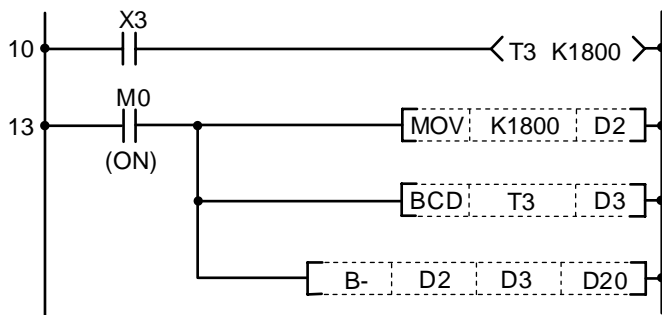 X3
10 T3 K1800
M0
13 MOV K1800 D2
(ON)
BCD T3 D3
B- D2 D3 D20